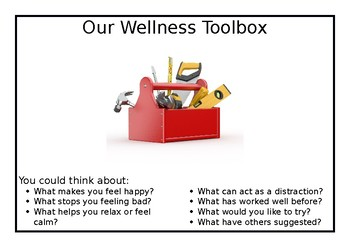 Our Wellness Toolbox
You could think about:
• What makes you feel happy?
• What stops you feeling bad?
• What helps you relax or feel
calm?
• What can act as a distraction?
• What has worked well before?
• What would you like to try?
• What have others suggested?